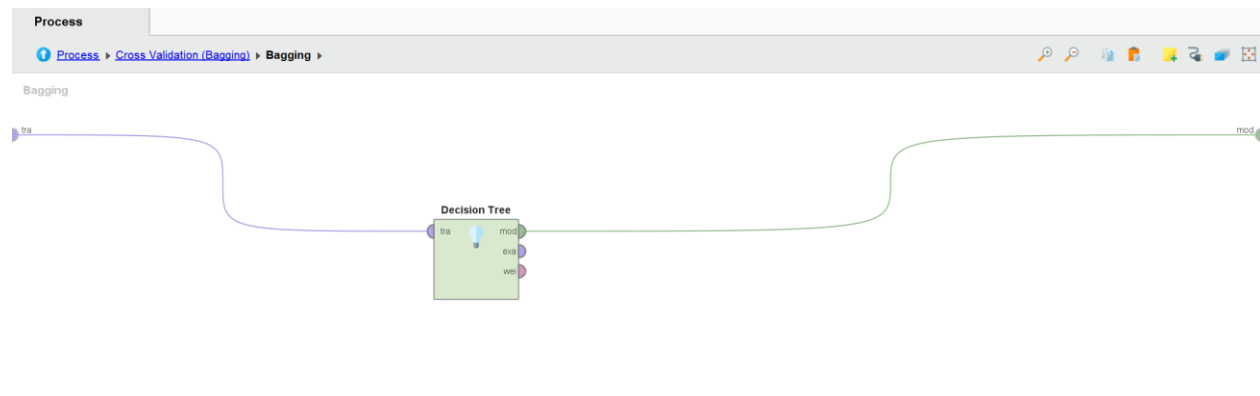 Process
Process ▸ Cross Validation (Bagging) ▸ Bagging ▸
Bagging
tra
mod
Decision Tree
tra
mod
exa
wei